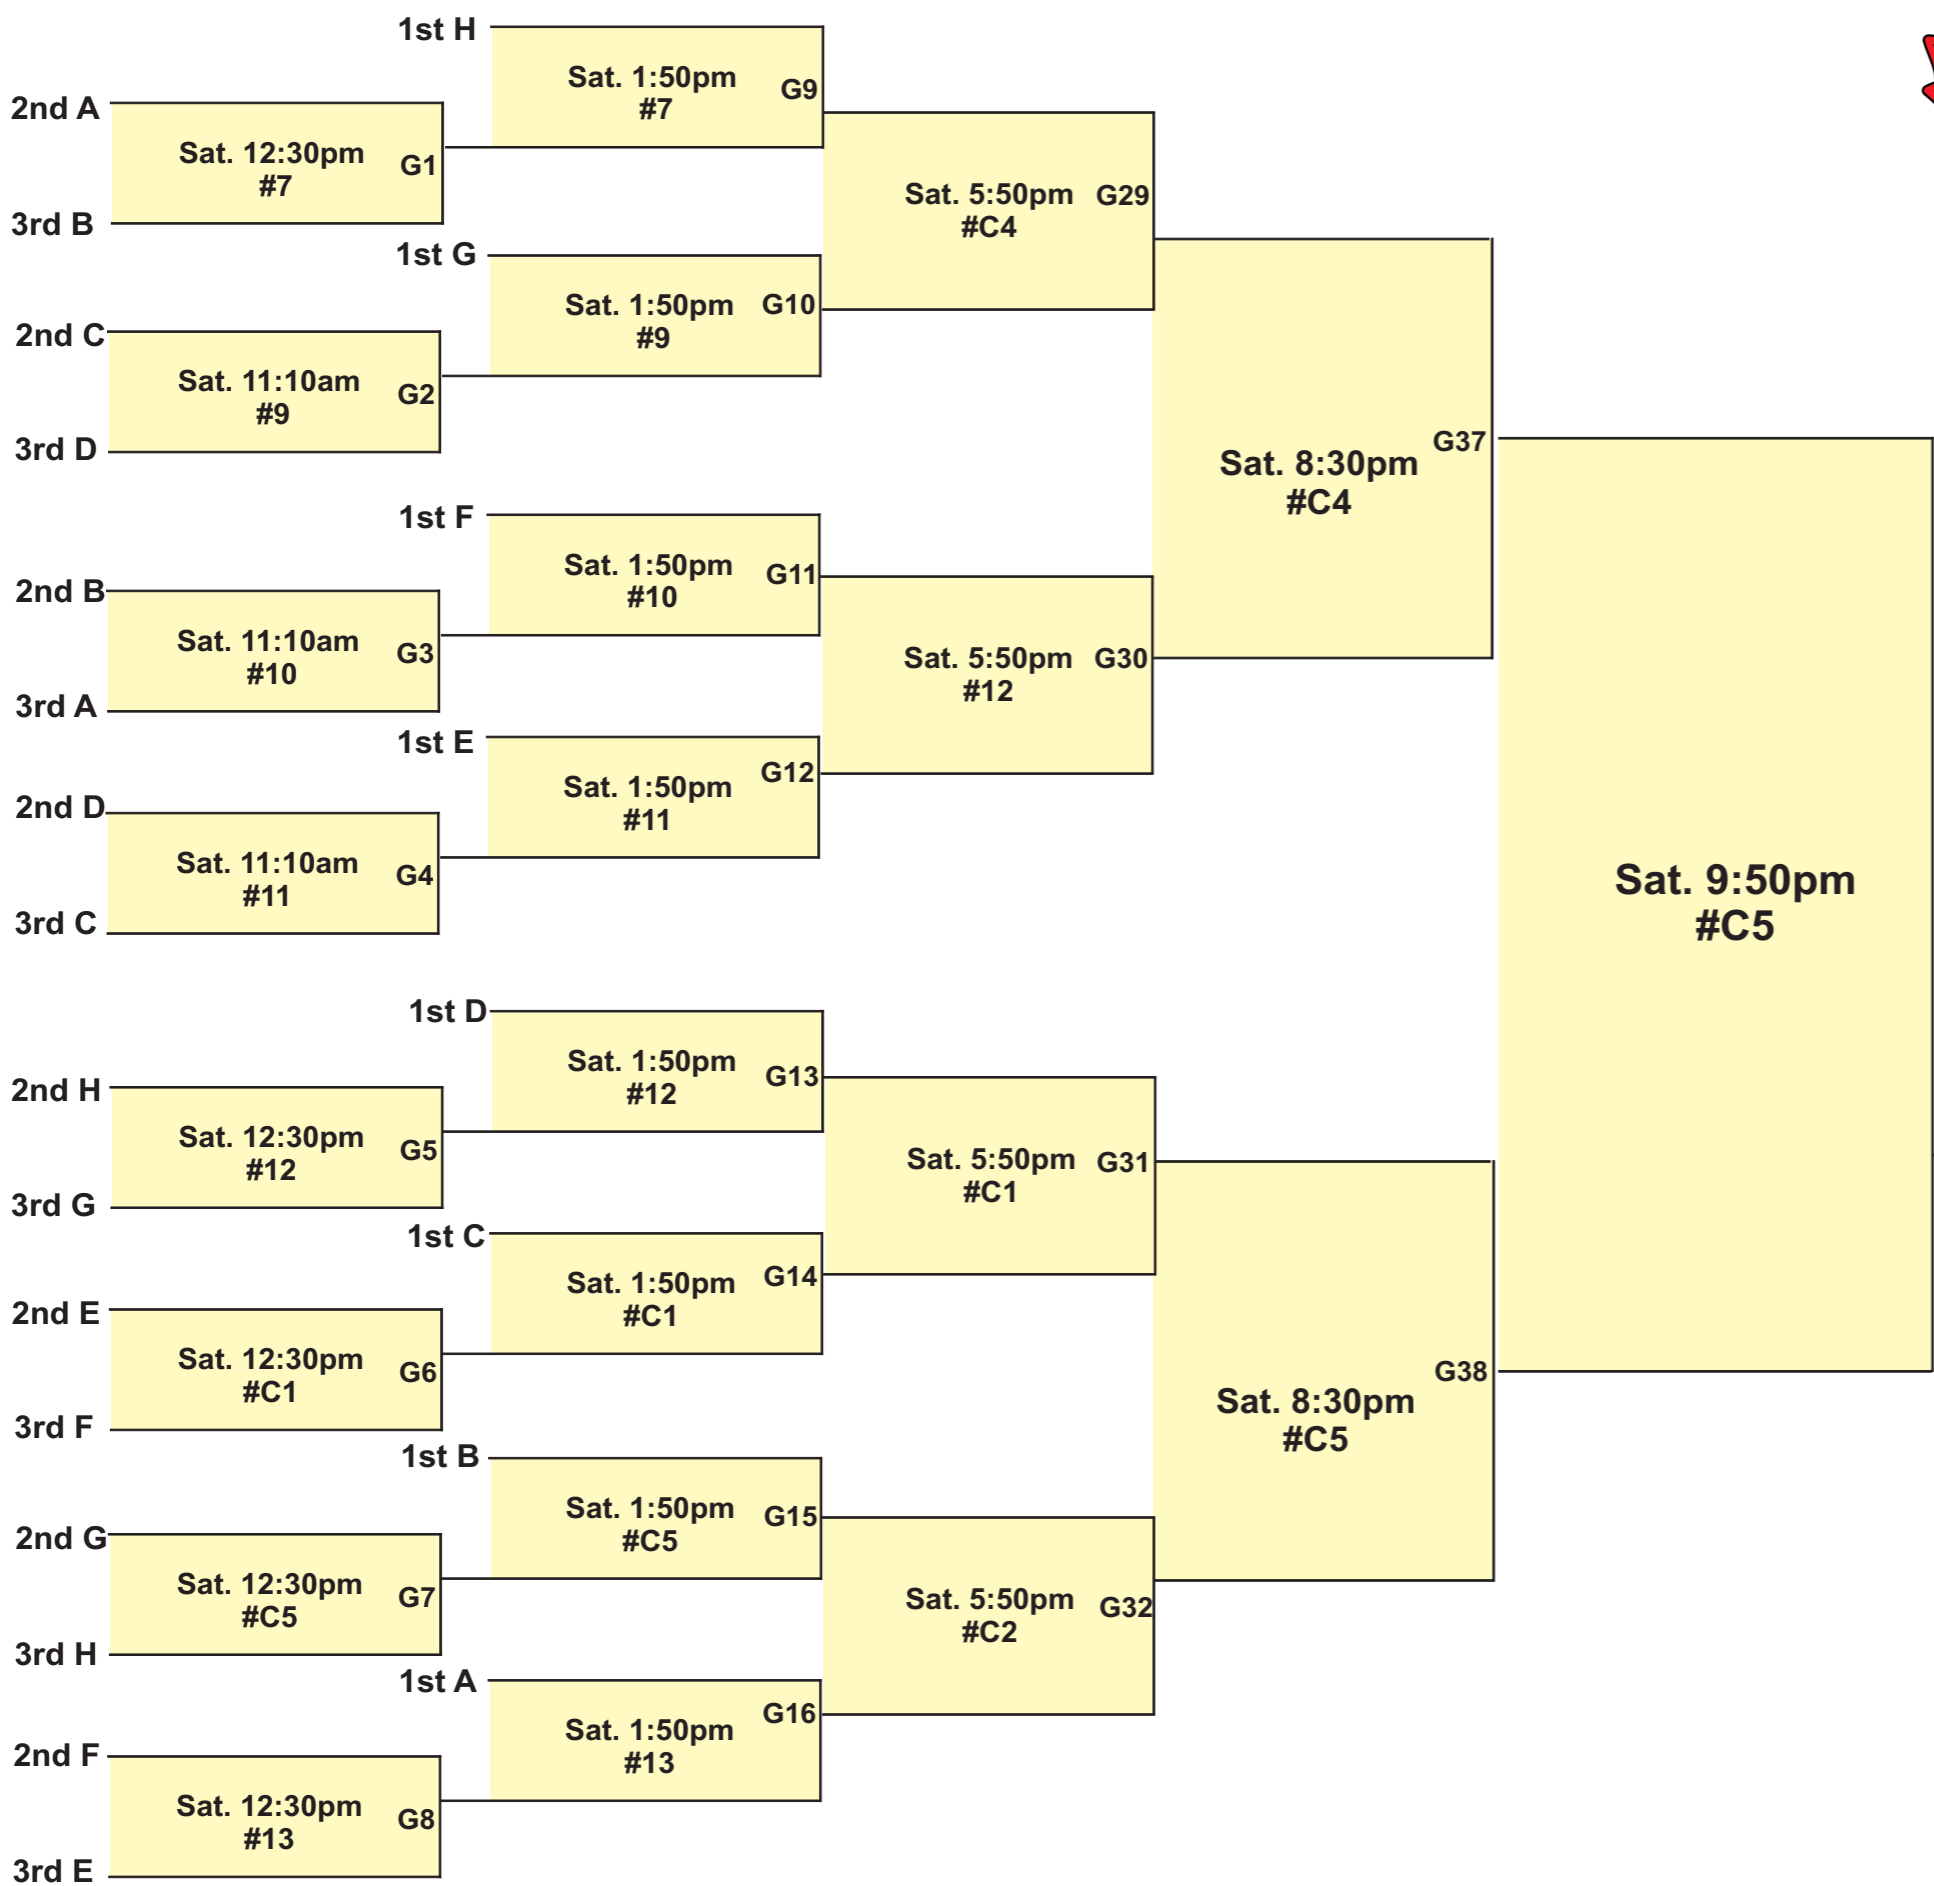 1st H
Sat. 1:50pm
#7
G9
2nd A
Sat. 12:30pm
#7
G1
3rd B
Sat. 5:50pm
#C4
G29
1st G
Sat. 1:50pm
#9
G10
2nd C
Sat. 11:10am
#9
G2
3rd D
Sat. 8:30pm
#C4
G37
1st F
Sat. 1:50pm
#10
G11
2nd B
Sat. 11:10am
#10
G3
3rd A
Sat. 5:50pm
#12
G30
1st E
Sat. 1:50pm
#11
G12
2nd D
Sat. 11:10am
#11
G4
3rd C
Sat. 9:50pm
#C5
1st D
Sat. 1:50pm
#12
G13
2nd H
Sat. 12:30pm
#12
G5
3rd G
Sat. 5:50pm
#C1
G31
1st C
Sat. 1:50pm
#C1
G14
2nd E
Sat. 12:30pm
#C1
G6
3rd F
Sat. 8:30pm
#C5
G38
1st B
Sat. 1:50pm
#C5
G15
2nd G
Sat. 12:30pm
#C5
G7
3rd H
Sat. 5:50pm
#C2
G32
1st A
Sat. 1:50pm
#13
G16
2nd F
Sat. 12:30pm
#13
G8
3rd E